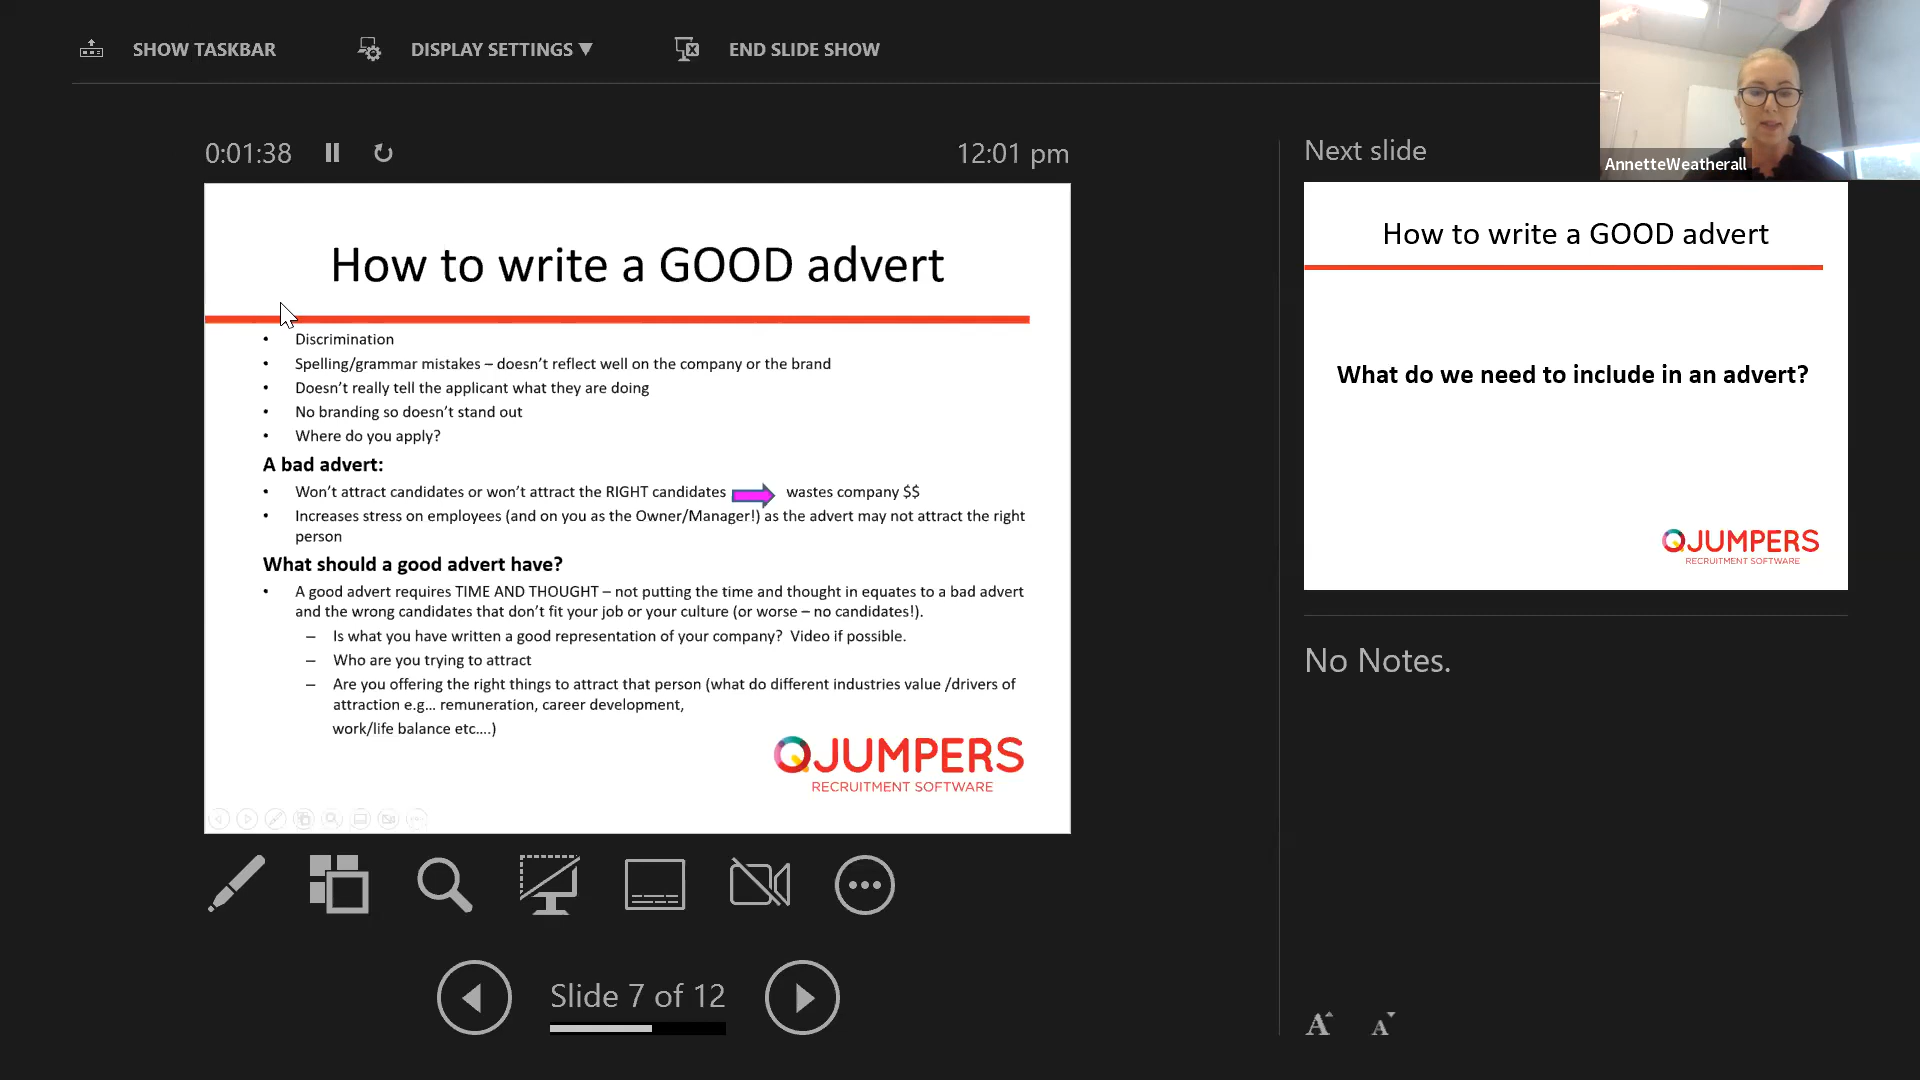 SHOW TASKBAR
DISPLAY SETTINGS ▼
END SLIDE SHOW
AnnetteWeatherall
0:01:38
12:01 pm
How to write a GOOD advert
• Discrimination
• Spelling/grammar mistakes – doesn't reflect well on the company or the brand
• Doesn't really tell the applicant what they are doing
• No branding so doesn't stand out
• Where do you apply?
A bad advert:
• Won't attract candidates or won't attract the RIGHT candidates wastes company $$
• Increases stress on employees (and on you as the Owner/Manager!) as the advert may not attract the right
person
What should a good advert have?
• A good advert requires TIME AND THOUGHT – not putting the time and thought in equates to a bad advert
and the wrong candidates that don't fit your job or your culture (or worse – no candidates!).
– Is what you have written a good representation of your company? Video if possible.
– Who are you trying to attract
– Are you offering the right things to attract that person (what do different industries value /drivers of
attraction e.g… remuneration, career development,
work/life balance etc….)
QJUMPERS
RECRUITMENT SOFTWARE
Slide 7 of 12
Next slide
How to write a GOOD advert
What do we need to include in an advert?
QJUMPERS
RECRUITMENT SOFTWARE
No Notes.
A A